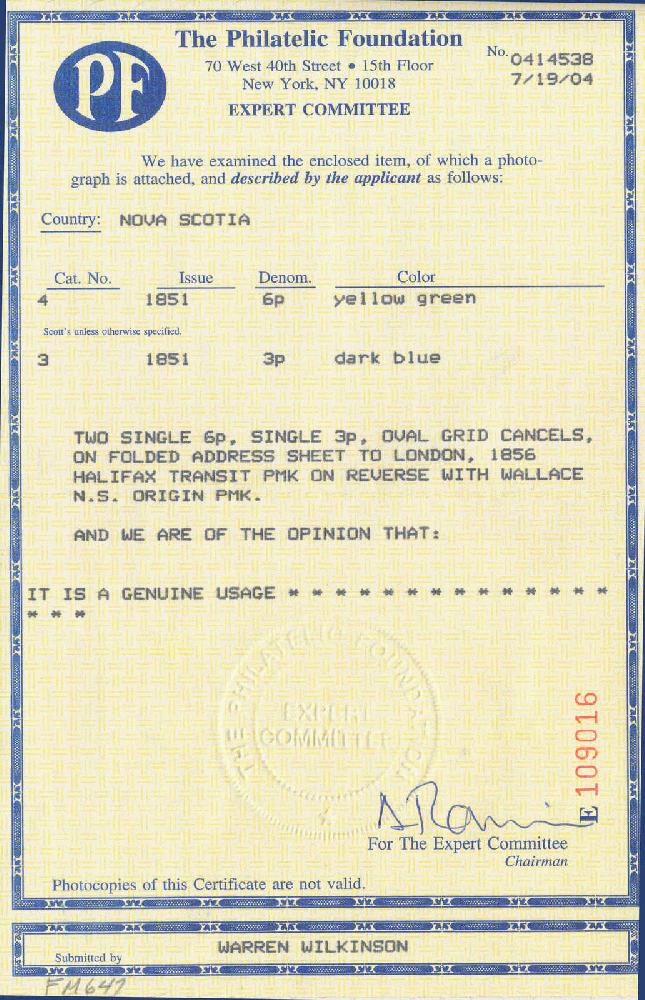 PF
The Philatelic Foundation
70 West 40th Street • 15th Floor
New York, NY 10018
EXPERT COMMITTEE
No. 0414538
7/19/04
We have examined the enclosed item, of which a photo-
graph is attached, and described by the applicant as follows:
Country: NOVA SCOTIA
Cat. No. Issue Denom. Color
4 1851 6p yellow green
Scott's unless otherwise specified.
3 1851 3p dark blue
TWO SINGLE 6p, SINGLE 3p, OVAL GRID CANCELS,
ON FOLDED ADDRESS SHEET TO LONDON, 1856
HALIFAX TRANSIT PMK ON REVERSE WITH WALLACE
N.S. ORIGIN PMK.
AND WE ARE OF THE OPINION THAT:
IT IS A GENUINE USAGE * * * * * * * * * * * * * *
* * *
THE PHILATELIC FOUNDATION
EXPERT
COMMITTEE
E 109016
For The Expert Committee
Chairman
Photocopies of this Certificate are not valid.
WARREN WILKINSON
Submitted by
FM647